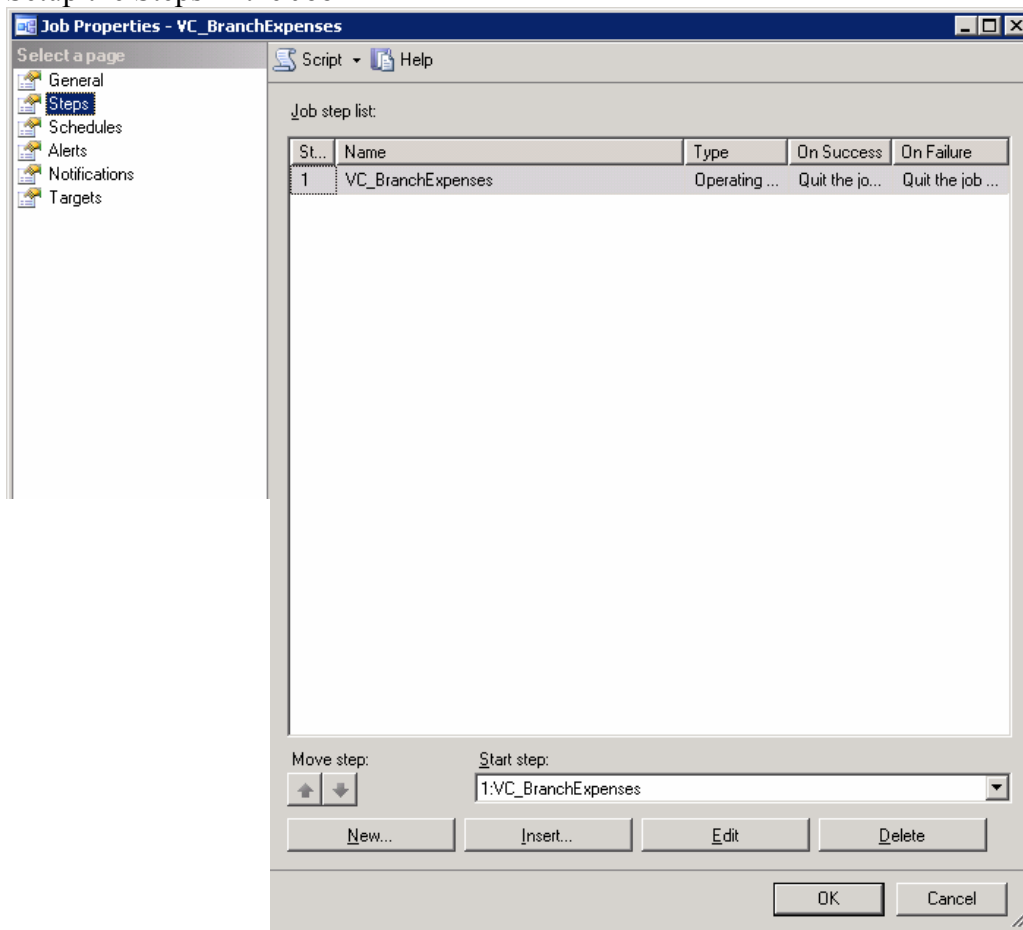 Job Properties - VC_BranchExpenses
Select a page
General
Steps
Schedules
Alerts
Notifications
Targets
Script
Help
Job step list:
St... Name Type On Success On Failure
1 VC_BranchExpenses Operating ... Quit the jo... Quit the job ...
Move step:
Start step:
1:VC_BranchExpenses
New... Insert... Edit Delete
OK Cancel